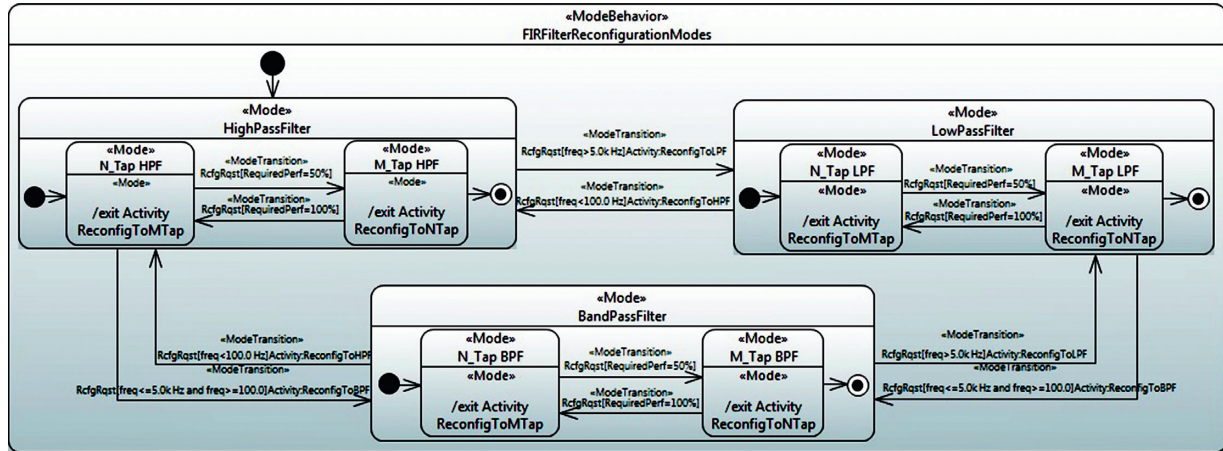 «ModeBehavior»
FIRFilterReconfigurationModes
«Mode»
HighPassFilter
«Mode»
N_Tap HPF
«Mode»
/exit Activity
ReconfigToMTap
«ModeTransition»
RcfgRqst[RequiredPerf=50%]
«ModeTransition»
RcfgRqst[RequiredPerf=100%]
«Mode»
M_Tap HPF
«Mode»
/exit Activity
ReconfigToNTap
«ModeTransition»
RcfgRqst[freq>5.0k Hz]Activity:ReconfigToLPF
«ModeTransition»
RcfgRqst[freq<100.0 Hz]Activity:ReconfigToHPF
«Mode»
LowPassFilter
«Mode»
N_Tap LPF
«Mode»
/exit Activity
ReconfigToMTap
«ModeTransition»
RcfgRqst[RequiredPerf=50%]
«ModeTransition»
RcfgRqst[RequiredPerf=100%]
«Mode»
M_Tap LPF
«Mode»
/exit Activity
ReconfigToNTap
«ModeTransition»
RcfgRqst[freq<100.0 Hz]Activity:ReconfigToHPF
«ModeTransition»
RcfgRqst[freq<=5.0k Hz and freq>=100.0]Activity:ReconfigToBPF
«Mode»
BandPassFilter
«Mode»
N_Tap BPF
«Mode»
/exit Activity
ReconfigToMTap
«ModeTransition»
RcfgRqst[RequiredPerf=50%]
«ModeTransition»
RcfgRqst[RequiredPerf=100%]
«Mode»
M_Tap BPF
«Mode»
/exit Activity
ReconfigToNTap
«ModeTransition»
RcfgRqst[freq>5.0k Hz]Activity:ReconfigToLPF
«ModeTransition»
RcfgRqst[freq<=5.0k Hz and freq>=100.0]Activity:ReconfigToBPF